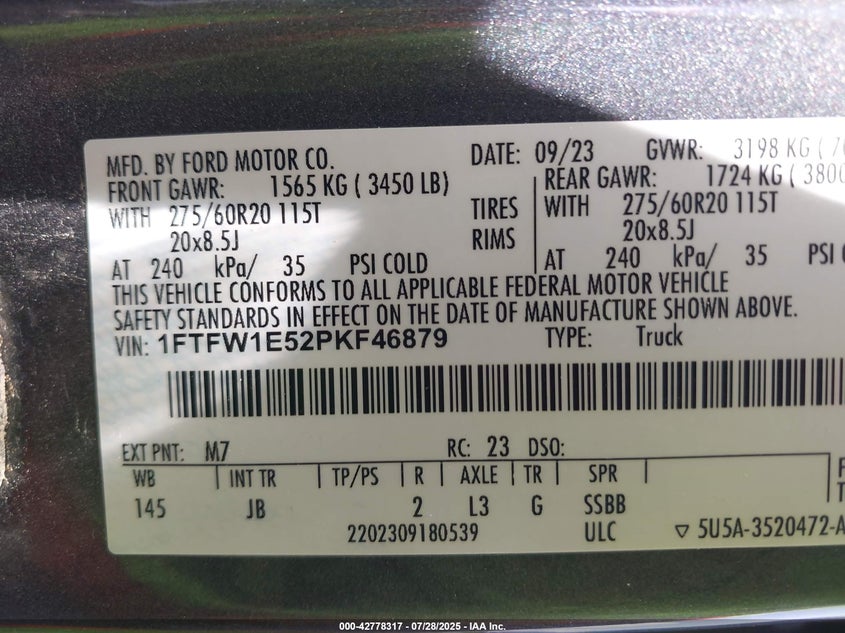 MFD. BY FORD MOTOR CO. DATE: 09/23 GVWR: 3198 KG (
FRONT GAWR: 1565 KG ( 3450 LB) REAR GAWR: 1724 KG ( 3800
WITH 275/60R20 115T TIRES WITH 275/60R20 115T
20x8.5J RIMS 20x8.5J
AT 240 kPa/ 35 PSI COLD AT 240 kPa/ 35 PSI
THIS VEHICLE CONFORMS TO ALL APPLICABLE FEDERAL MOTOR VEHICLE
SAFETY STANDARDS IN EFFECT ON THE DATE OF MANUFACTURE SHOWN ABOVE.
VIN: 1FTFW1E52PKF46879 TYPE: Truck
EXT PNT: M7 RC: 23 DSO:
WB INT TR TP/PS R AXLE TR SPR
145 JB 2 L3 G SSBB
2202309180539 ULC ▽ 5U5A-3520472-A
000-42778317 - 07/28/2025 - IAA Inc.